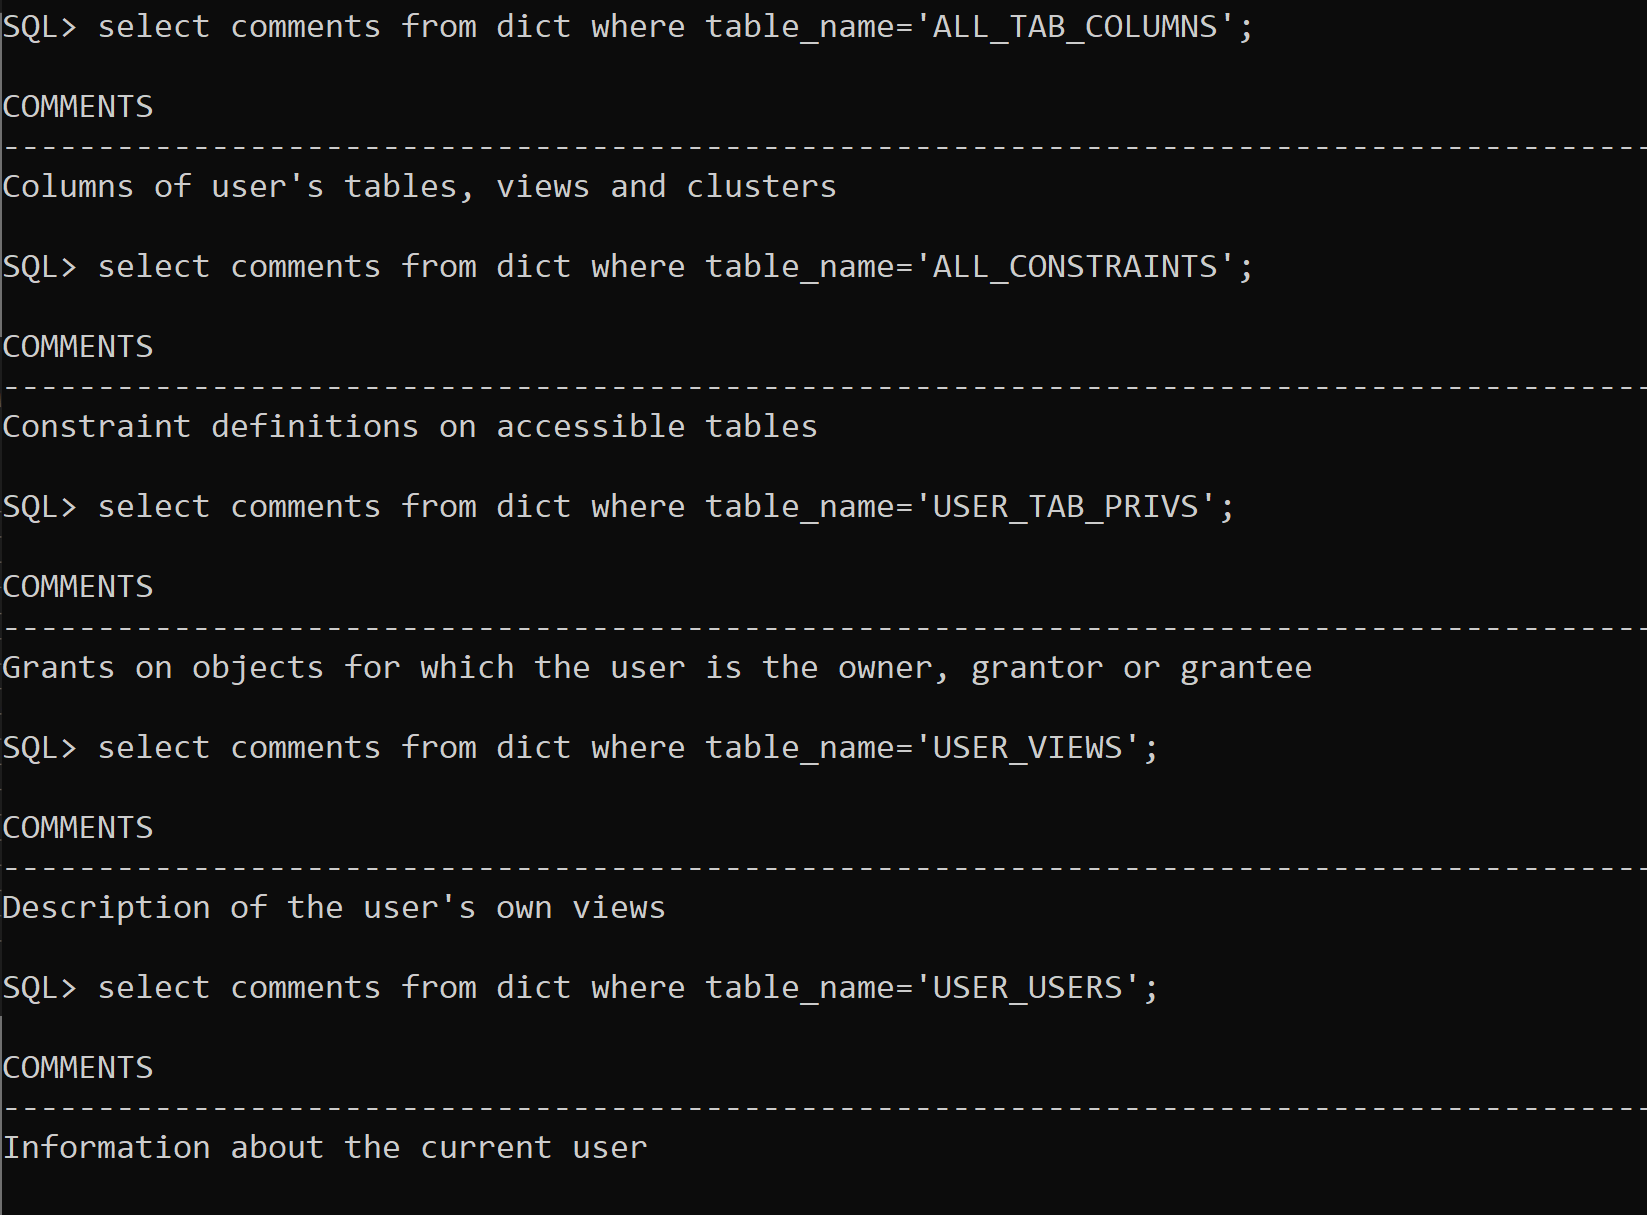 SQL> select comments from dict where table_name='ALL_TAB_COLUMNS';
COMMENTS
--------------------------------------------------------------------------------------
Columns of user's tables, views and clusters
SQL> select comments from dict where table_name='ALL_CONSTRAINTS';
COMMENTS
--------------------------------------------------------------------------------------
Constraint definitions on accessible tables
SQL> select comments from dict where table_name='USER_TAB_PRIVS';
COMMENTS
--------------------------------------------------------------------------------------
Grants on objects for which the user is the owner, grantor or grantee
SQL> select comments from dict where table_name='USER_VIEWS';
COMMENTS
--------------------------------------------------------------------------------------
Description of the user's own views
SQL> select comments from dict where table_name='USER_USERS';
COMMENTS
--------------------------------------------------------------------------------------
Information about the current user